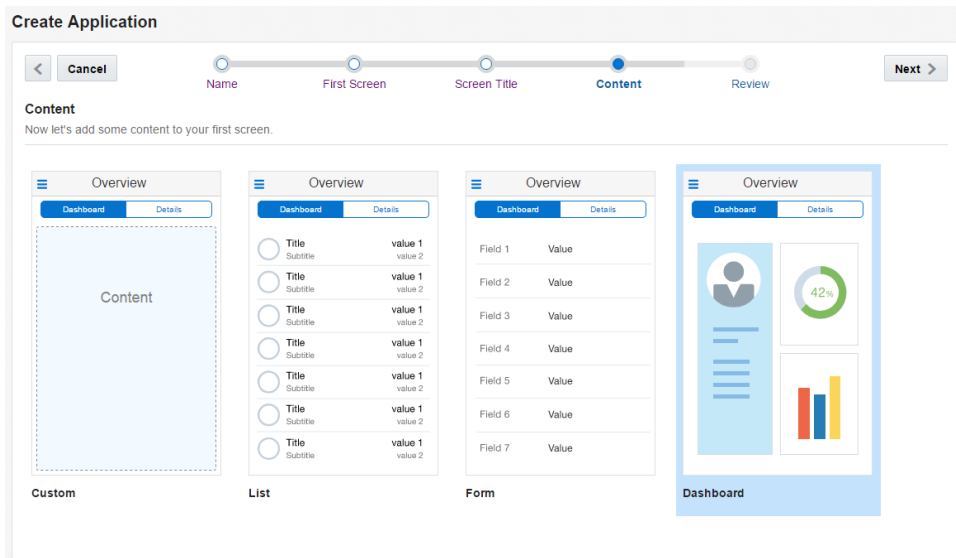 Create Application
Cancel
Next
Name
First Screen
Screen Title
Content
Review
Content
Now let's add some content to your first screen.
Overview
Dashboard Details
Content
Custom
Overview
Dashboard Details
Title value 1
Subtitle value 2
Title value 1
Subtitle value 2
Title value 1
Subtitle value 2
Title value 1
Subtitle value 2
Title value 1
Subtitle value 2
Title value 1
Subtitle value 2
Title value 1
Subtitle value 2
List
Overview
Dashboard Details
Field 1 Value
Field 2 Value
Field 3 Value
Field 4 Value
Field 5 Value
Field 6 Value
Field 7 Value
Form
Overview
Dashboard Details
42%
Dashboard